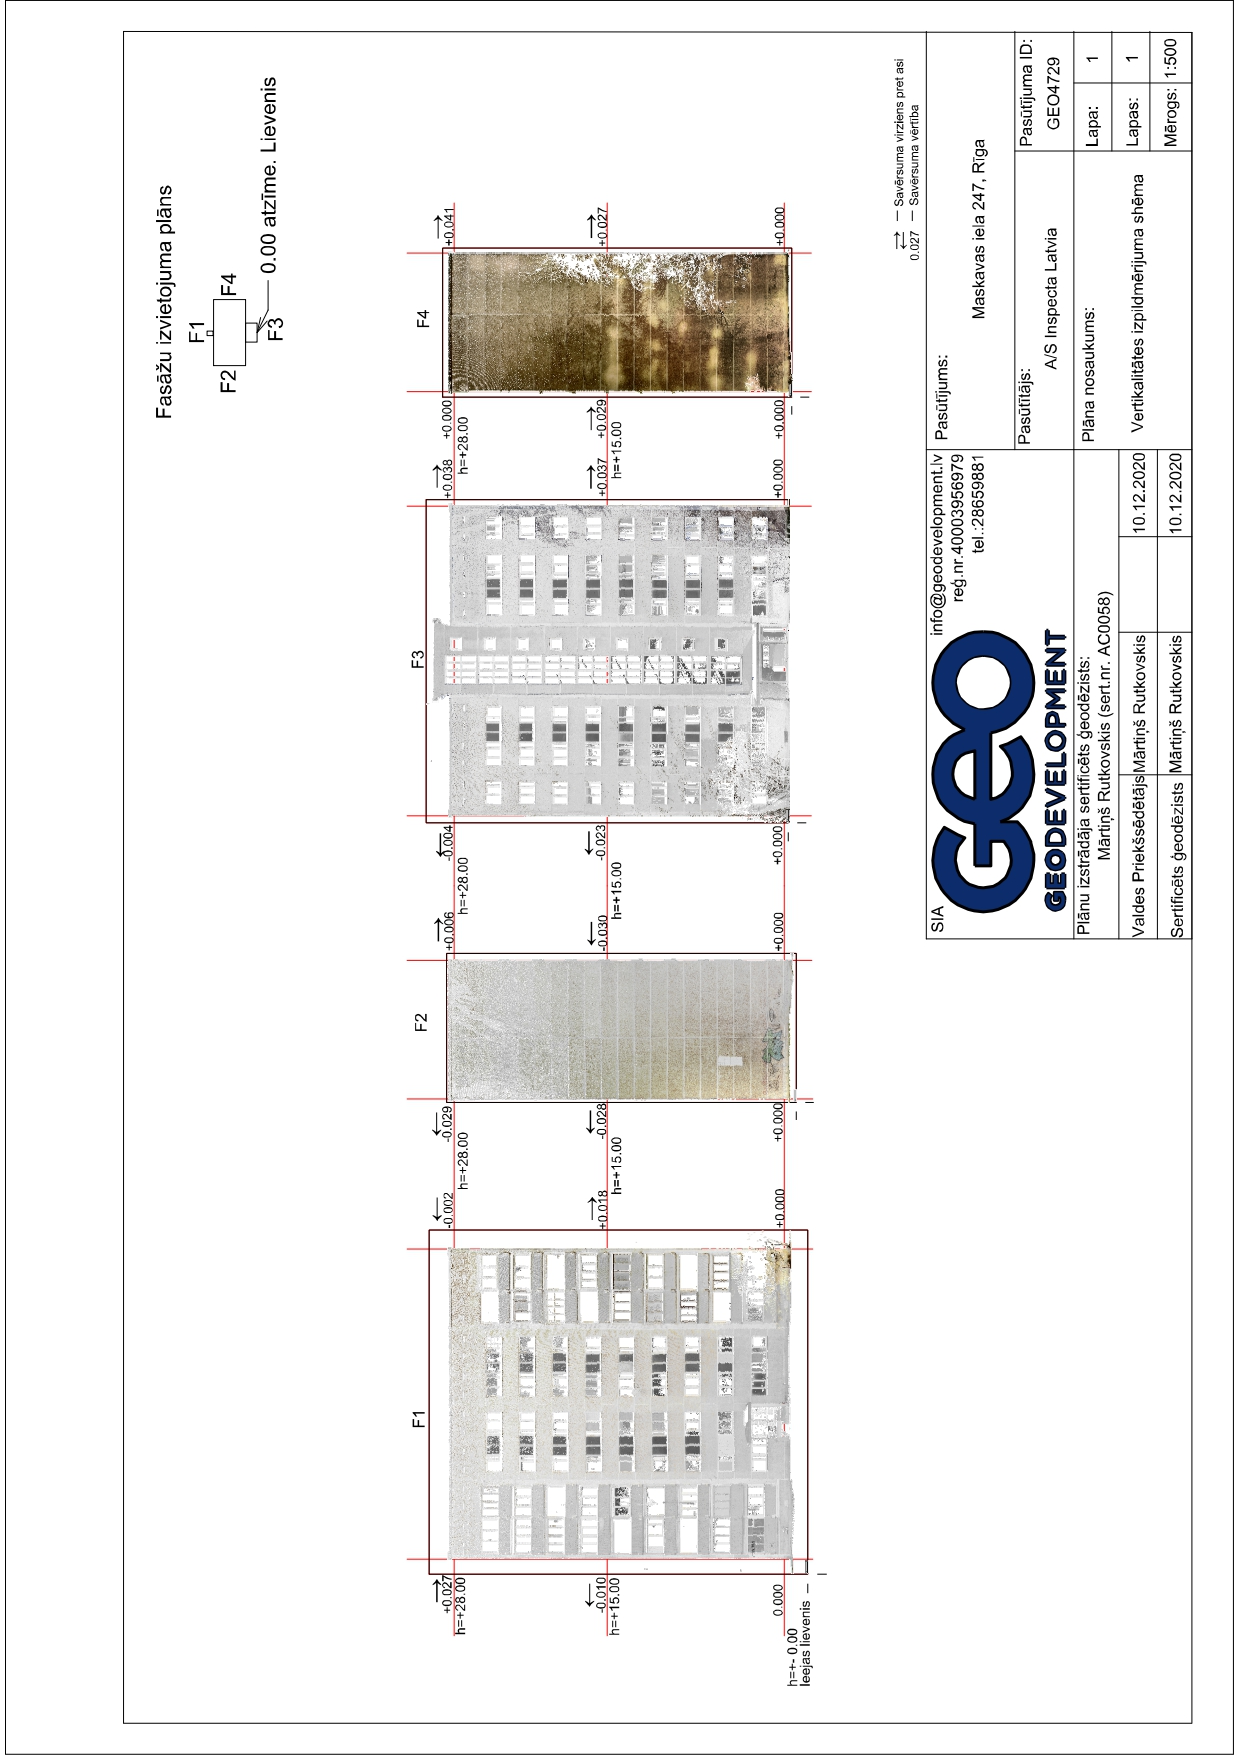 Fasāžu izvietojuma plāns
F1
F2
F4
F3
0.00 atzīme. Lievenis
F1
F2
F3
F4
+0.027
h=+28.00
-0.002
-0.029
h=+28.00
+0.006
-0.004
h=+28.00
+0.038
+0.000
h=+28.00
+0.041
-0.010
h=+15.00
+0.018
-0.028
h=+15.00
-0.030
-0.023
h=+15.00
+0.037
+0.029
h=+15.00
+0.027
0.000
+0.000
+0.000
+0.000
+0.000
+0.000
+0.000
+0.000
h=+- 0.00
Ieejas lievenis
— Savērsuma virziens pret asi
0.027 — Savērsuma vērtība
SIA
GEO
GEODEVELOPMENT
info@geodevelopment.lv
reģ.nr.40003956979
tel.:28659881
Pasūtījums:
Maskavas iela 247, Rīga
Pasūtītājs:
A/S Inspecta Latvia
Pasūtījuma ID:
GEO4729
Plānu izstrādāja sertificēts ģeodēzists:
Mārtiņš Rutkovskis (sert.nr. AC0058)
Plāna nosaukums:
Vertikalitātes izpildmērījuma shēma
Lapa: 1
Lapas: 1
Mērogs: 1:500
Valdes Priekšsēdētājs Mārtiņš Rutkovskis 10.12.2020
Sertificēts ģeodēzists Mārtiņš Rutkovskis 10.12.2020